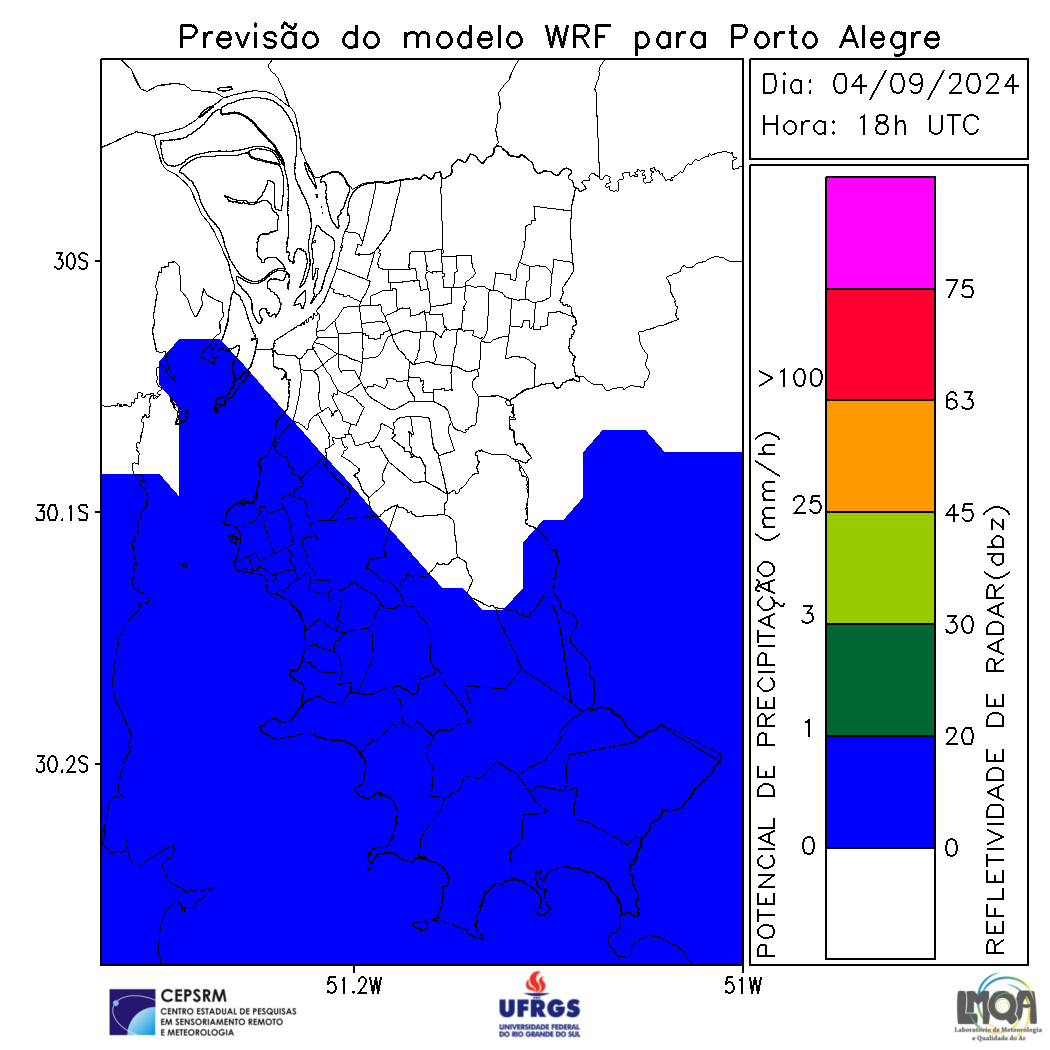 Previsão do modelo WRF para Porto Alegre
Dia: 04/09/2024
Hora: 18h UTC
30S
30.1S
30.2S
51.2W
51W
POTENCIAL DE PRECIPITAÇÃO (mm/h)
>100
25
3
1
0
75
63
45
30
20
0
REFLETIVIDADE DE RADAR(dbz)
CEPSRM
CENTRO ESTADUAL DE PESQUISAS
EM SENSORIAMENTO REMOTO
E METEOROLOGIA
UFRGS
UNIVERSIDADE FEDERAL
DO RIO GRANDE DO SUL
LMQA
Laboratório de Meteorologia
e Qualidade do Ar